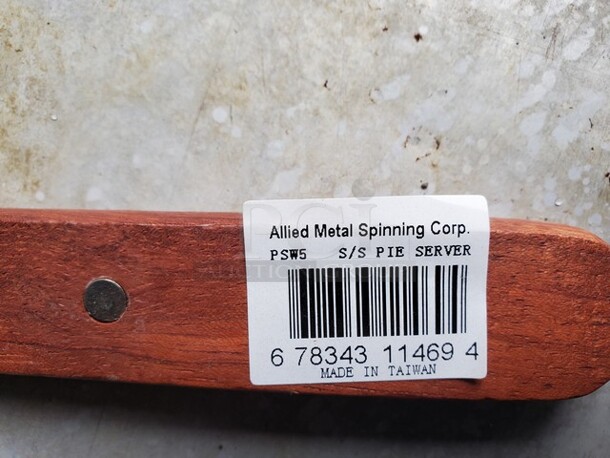 Allied Metal Spinning Corp.
PSW5 S/S PIE SERVER
6 78343 11469 4
MADE IN TAIWAN